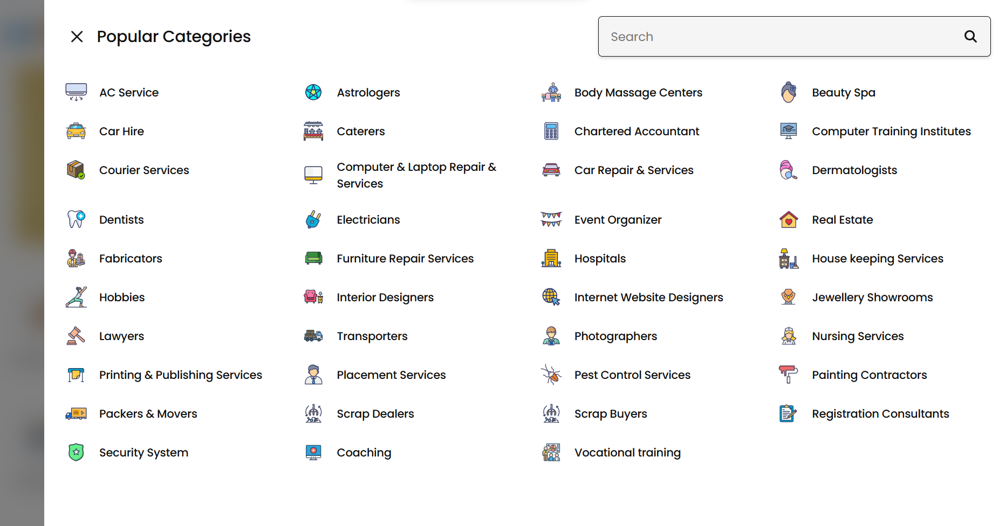 Popular Categories
Search
AC Service
Astrologers
Body Massage Centers
Beauty Spa
Car Hire
Caterers
Chartered Accountant
Computer Training Institutes
Courier Services
Computer & Laptop Repair &
Services
Car Repair & Services
Dermatologists
Dentists
Electricians
Event Organizer
Real Estate
Fabricators
Furniture Repair Services
Hospitals
House keeping Services
Hobbies
Interior Designers
Internet Website Designers
Jewellery Showrooms
Lawyers
Transporters
Photographers
Nursing Services
Printing & Publishing Services
Placement Services
Pest Control Services
Painting Contractors
Packers & Movers
Scrap Dealers
Scrap Buyers
Registration Consultants
Security System
Coaching
Vocational training